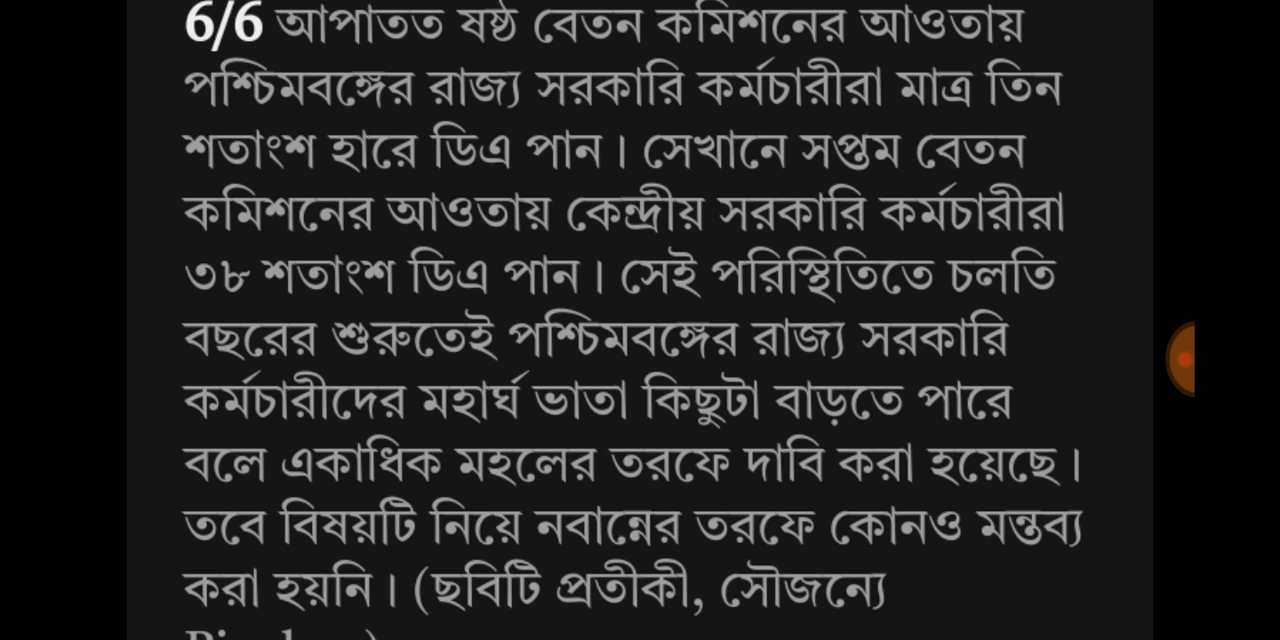 6/6 আপাতত ষষ্ঠ বেতন কমিশনের আওতায়
পশ্চিমবঙ্গের রাজ্য সরকারি কর্মচারীরা মাত্র তিন
শতাংশ হারে ডিএ পান। সেখানে সপ্তম বেতন
কমিশনের আওতায় কেন্দ্রীয় সরকারি কর্মচারীরা
৩৮ শতাংশ ডিএ পান। সেই পরিস্থিতিতে চলতি
বছরের শুরুতেই পশ্চিমবঙ্গের রাজ্য সরকারি
কর্মচারীদের মহার্ঘ ভাতা কিছুটা বাড়তে পারে
বলে একাধিক মহলের তরফে দাবি করা হয়েছে।
তবে বিষয়টি নিয়ে নবান্নের তরফে কোনও মন্তব্য
করা হয়নি। (ছবিটি প্রতীকী, সৌজন্যে